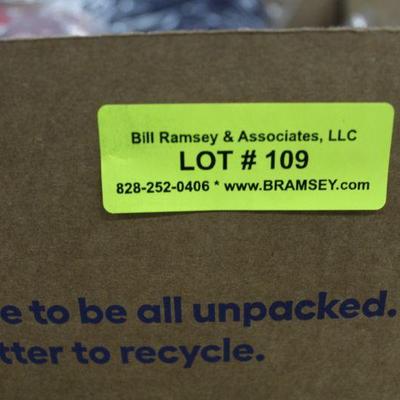 Bill Ramsey & Associates, LLC
LOT # 109
828-252-0406 * www.BRAMSEY.com
e to be all unpacked.
tter to recycle.